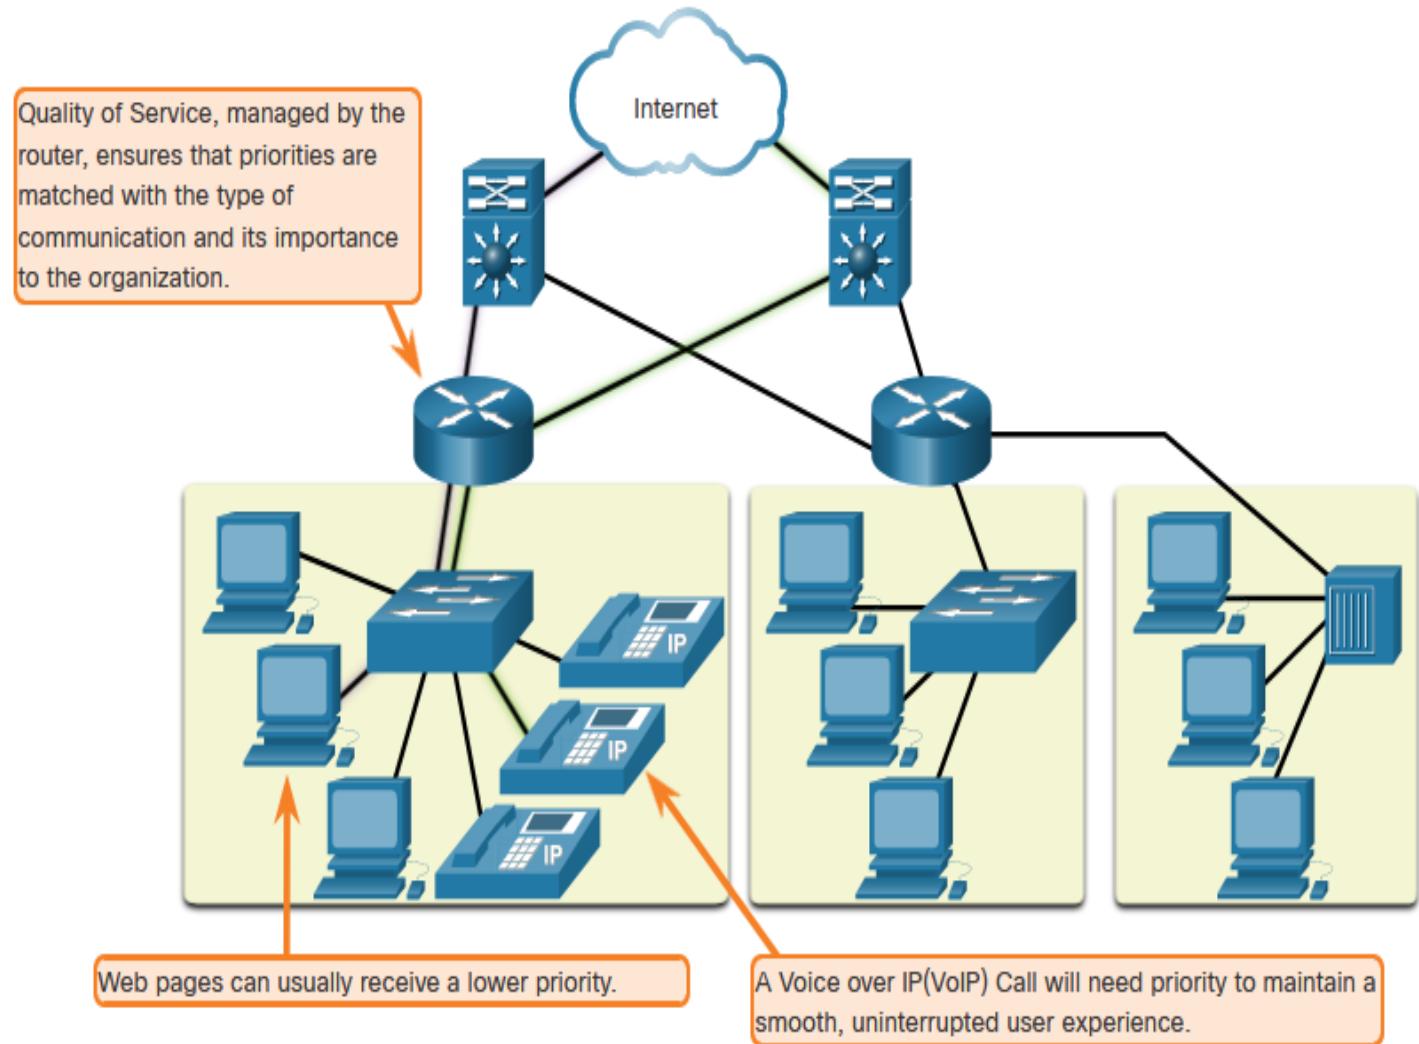 Internet
Quality of Service, managed by the
router, ensures that priorities are
matched with the type of
communication and its importance
to the organization.
IP
IP
IP
Web pages can usually receive a lower priority.
A Voice over IP(VoIP) Call will need priority to maintain a
smooth, uninterrupted user experience.